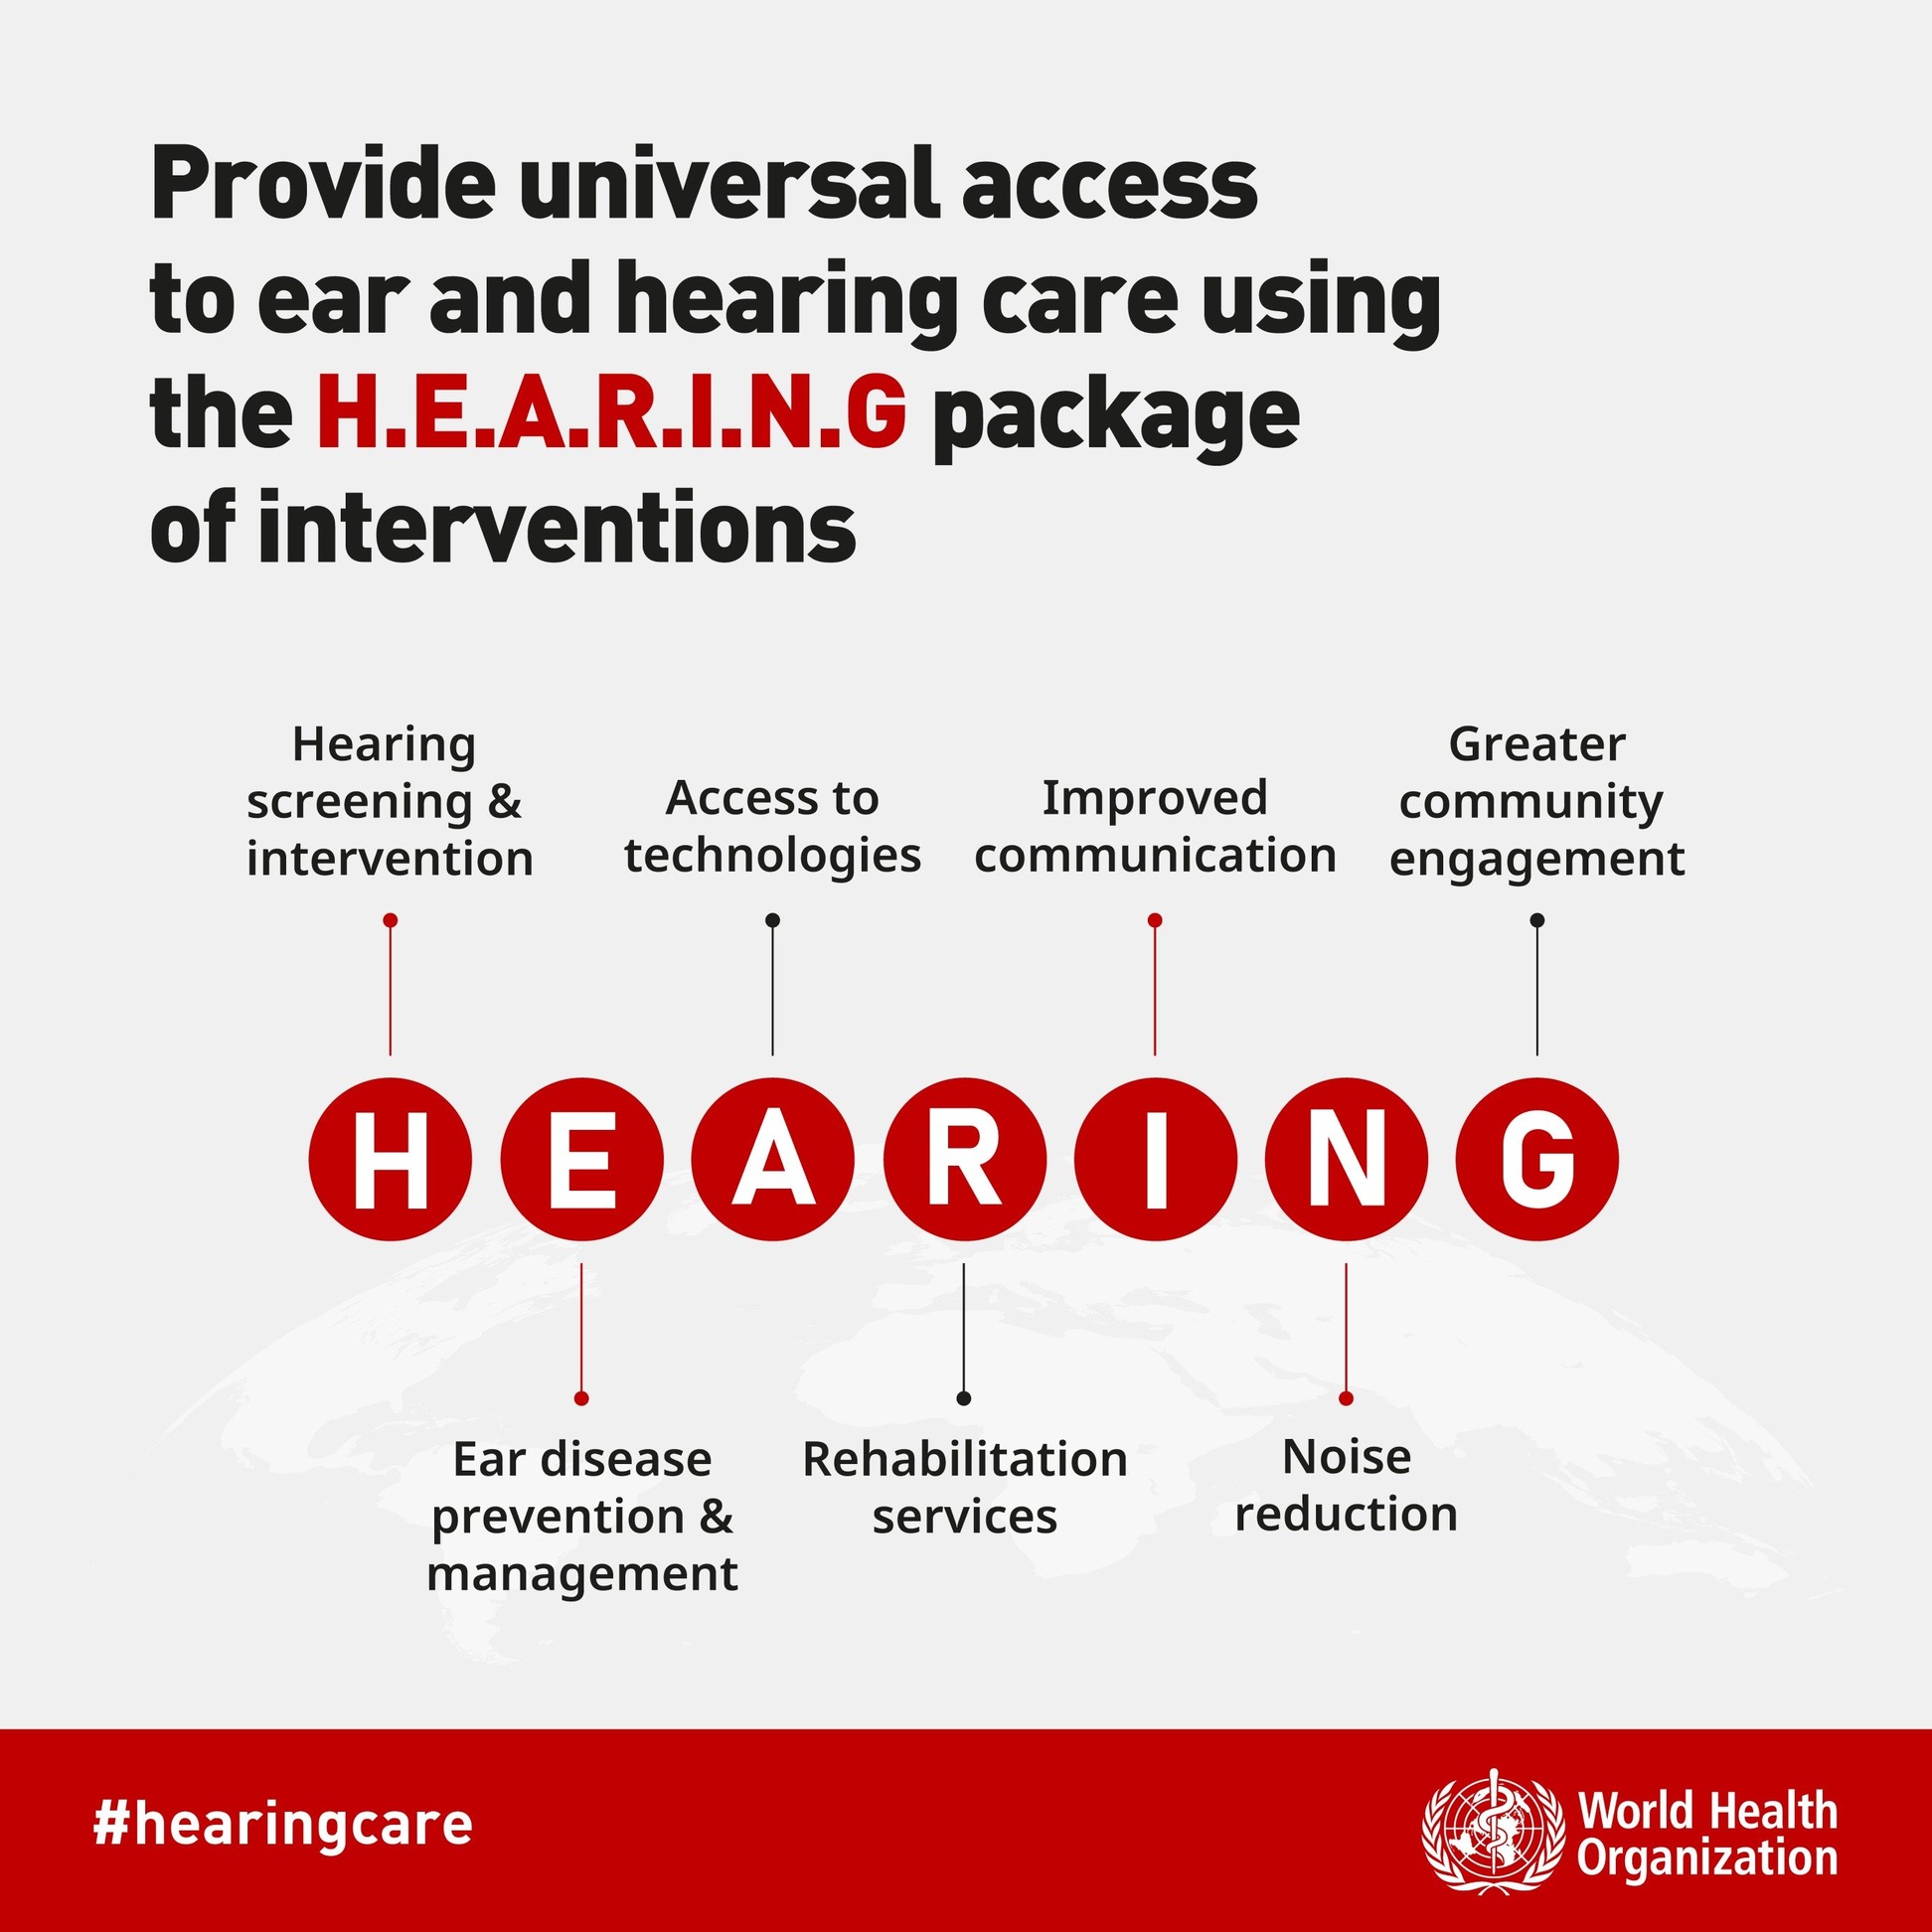 Provide universal access
to ear and hearing care using
the H.E.A.R.I.N.G package
of interventions
Hearing
screening &
intervention
Access to
technologies
Improved
communication
Greater
community
engagement
H E A R I N G
Ear disease
prevention &
management
Rehabilitation
services
Noise
reduction
#hearingcare
World Health
Organization